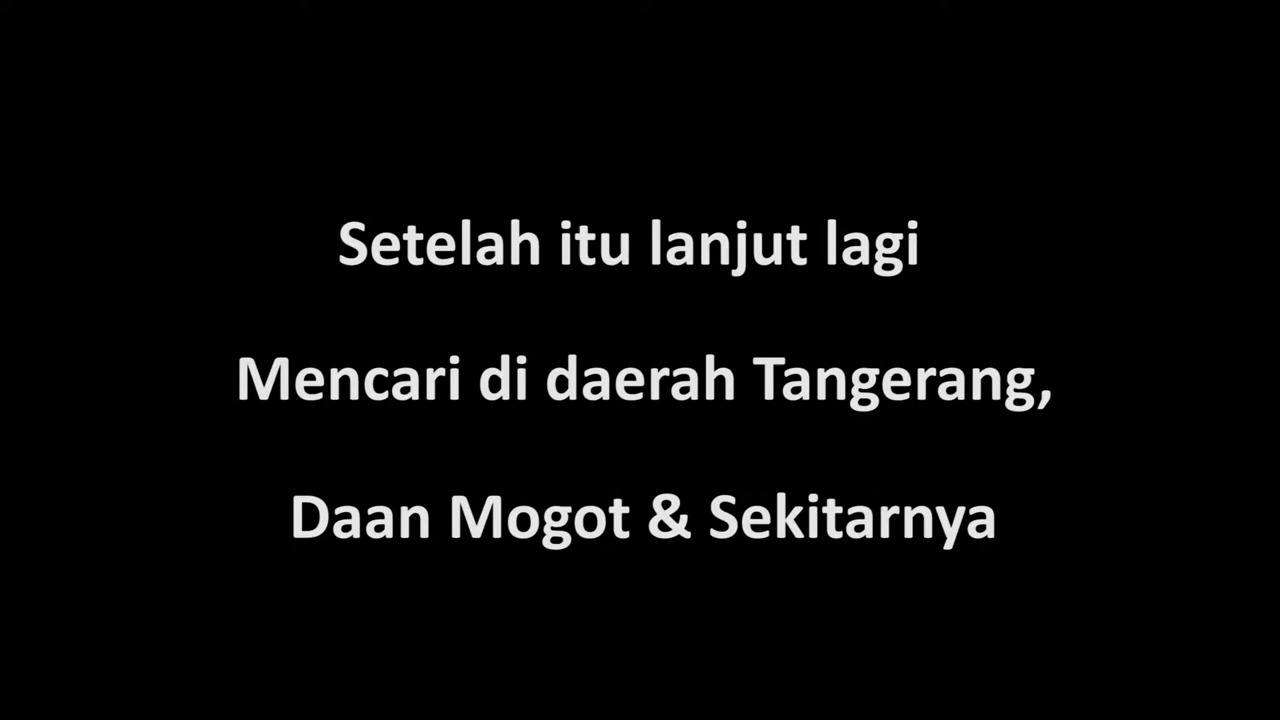 Setelah itu lanjut lagi
Mencari di daerah Tangerang,
Daan Mogot & Sekitarnya